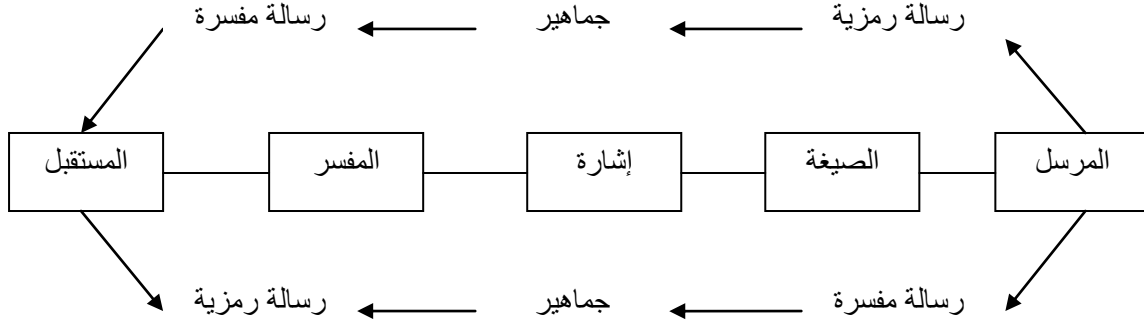 رسالة رمزية جماهير رسالة مفسرة
المرسل الصيغة إشارة المفسر المستقبل
رسالة مفسرة جماهير رسالة رمزية